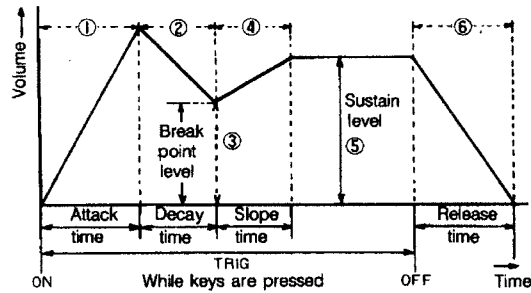 Volume →
① ② ④ ⑥
Break
point
level
③
Sustain
level
⑤
Attack
time
Decay
time
Slope
time
Release
time
TRIG
ON
While keys are pressed
OFF
Time
→